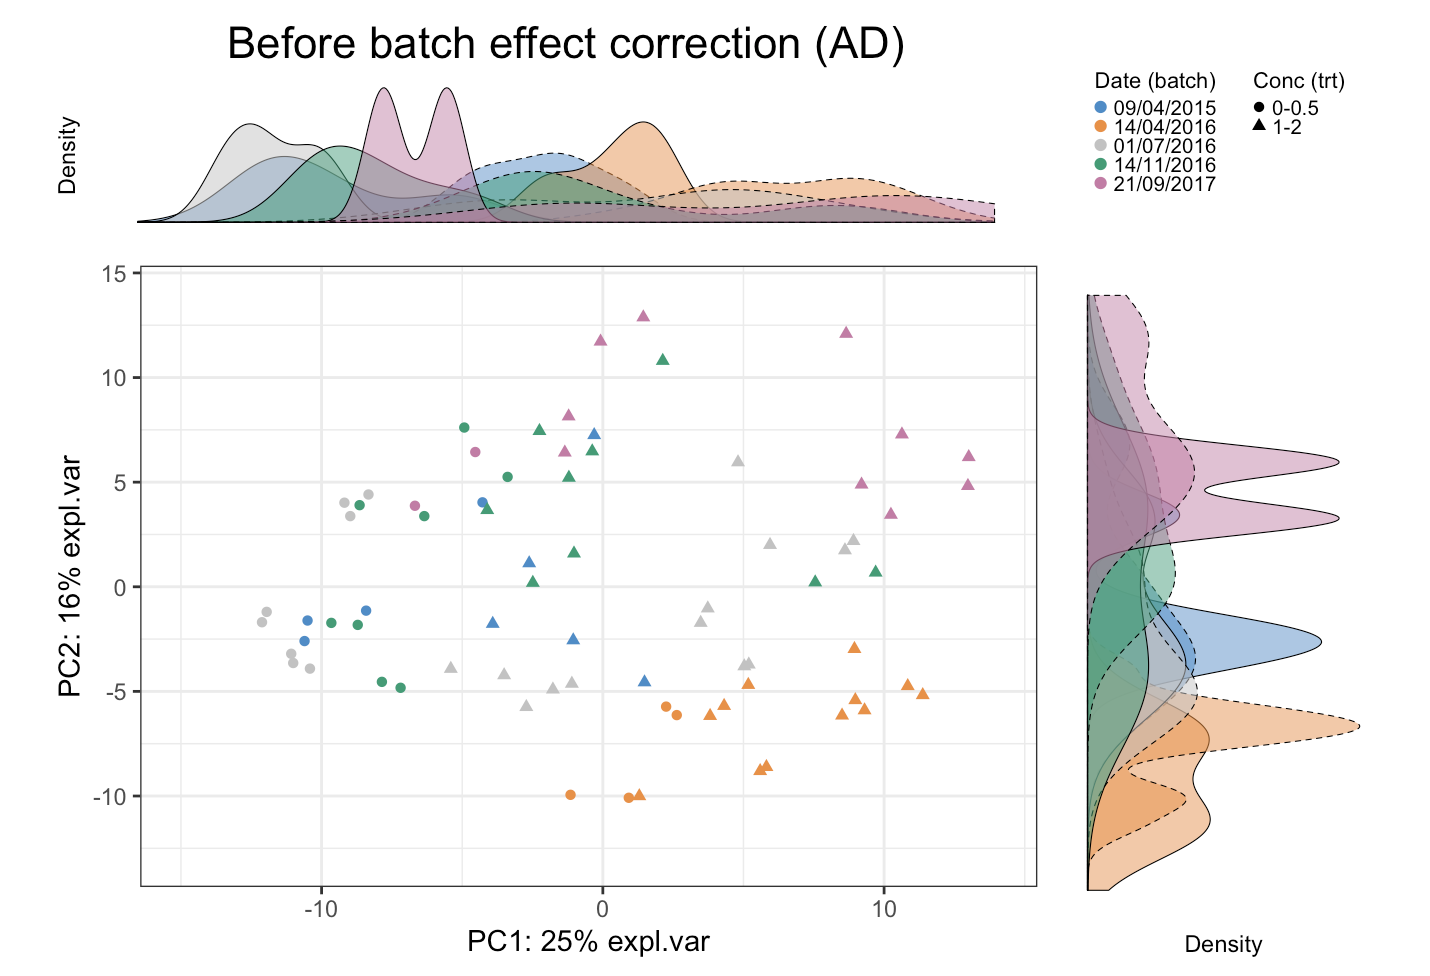 Before batch effect correction (AD)
Density
Date (batch)
09/04/2015
14/04/2016
01/07/2016
14/11/2016
21/09/2017
Conc (trt)
0-0.5
1-2
15
10
5
0
-5
-10
PC2: 16% expl.var
-10
0
10
PC1: 25% expl.var
Density